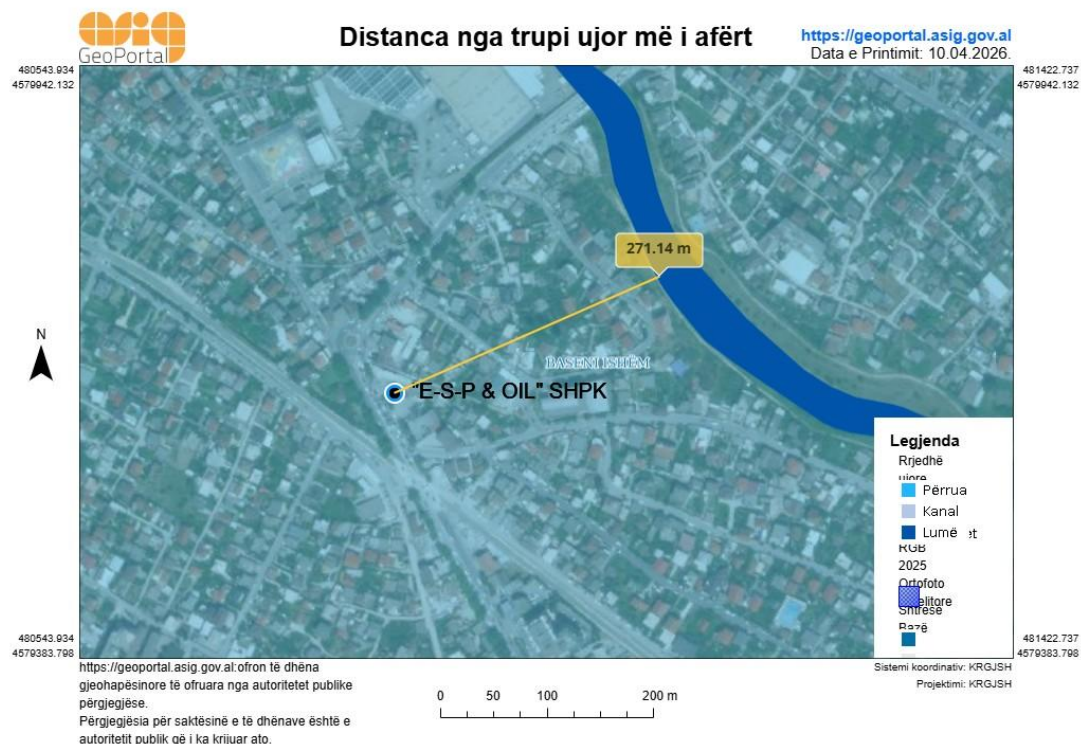 asig
GeoPortal
Distanca nga trupi ujor më i afërt
https://geoportal.asig.gov.al
Data e Printimit: 10.04.2026.
480543.934
4579942.132
481422.737
4579942.132
271.14 m
N
BASENI ISHËM
"E-S-P & OIL" SHPK
Legjenda
Rrjedhë
ujore
Përrua
Kanal
Lumë
RGB
2025
Ortofoto
Shtresë
Bazë
480543.934
4579383.798
481422.737
4579383.798
https://geoportal.asig.gov.al:ofron të dhëna
gjeohapësinore të ofruara nga autoritetet publike
përgjegjëse.
Përgjegjësia për saktësinë e të dhënave është e
autoritetit publik që i ka krijuar ato.
0 50 100 200 m
Sistemi koordinativ: KRGJSH
Projektimi: KRGJSH